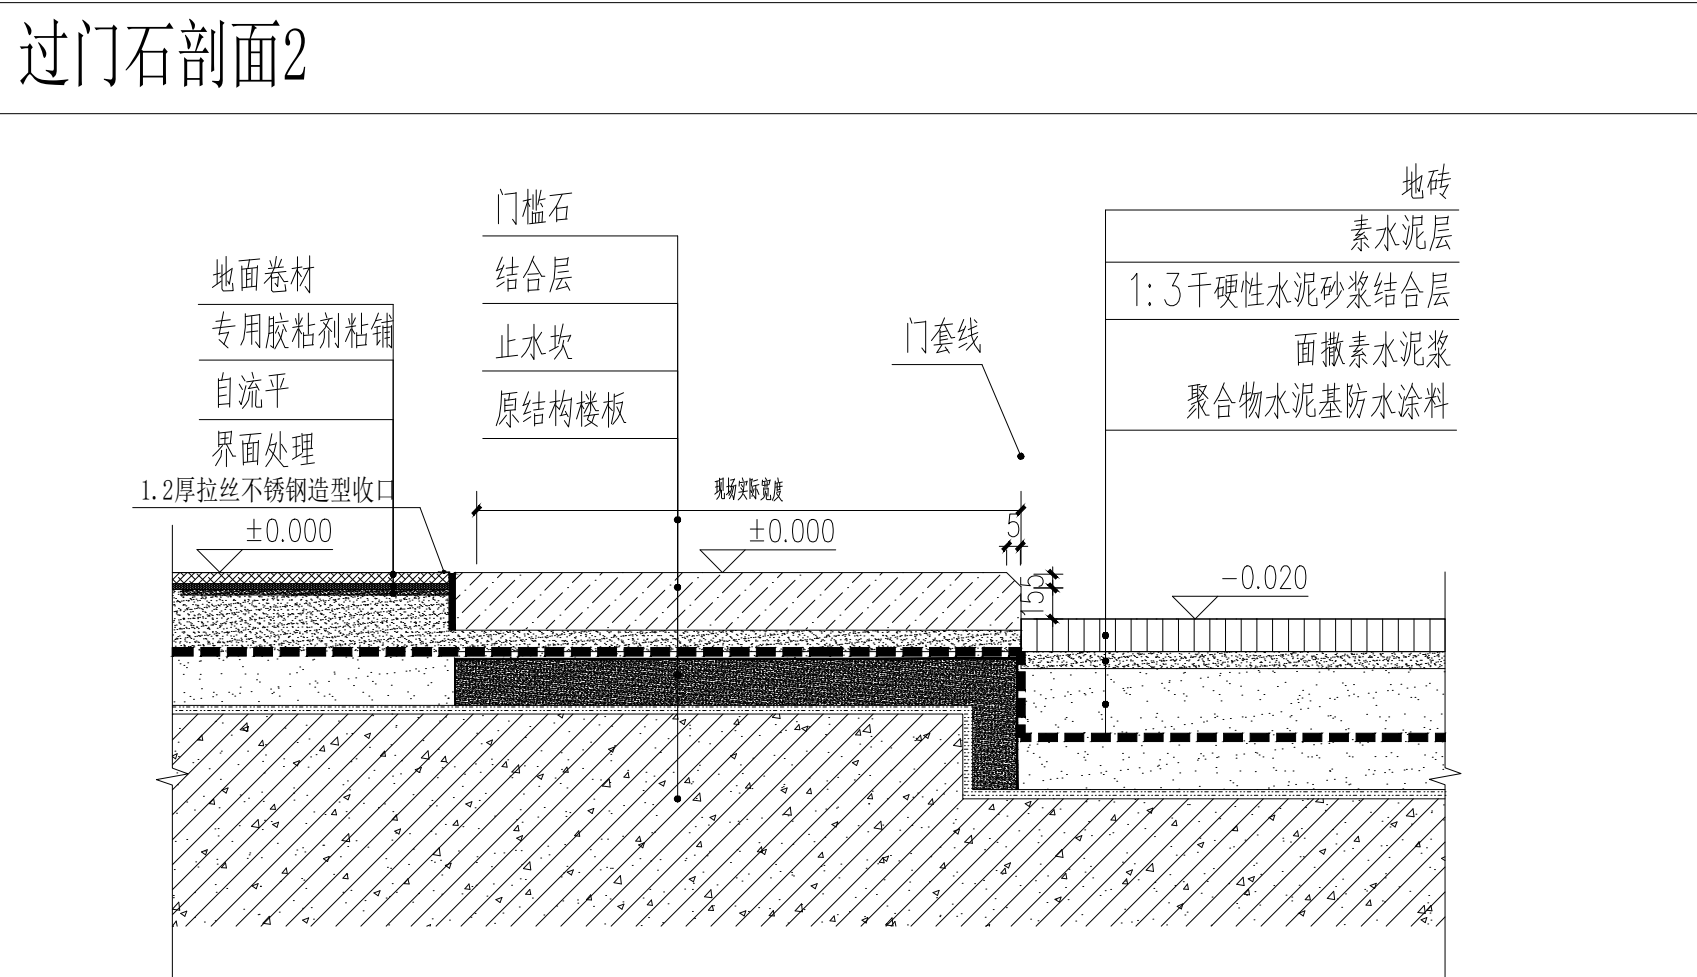 过门石剖面2
地面卷材
专用胶粘剂粘铺
自流平
界面处理
1.2厚拉丝不锈钢造型收口
±0.000
门槛石
结合层
止水坎
原结构楼板
现场实际宽度
±0.000
门套线
5
5
15
地砖
素水泥层
1:3干硬性水泥砂浆结合层
面撒素水泥浆
聚合物水泥基防水涂料
-0.020